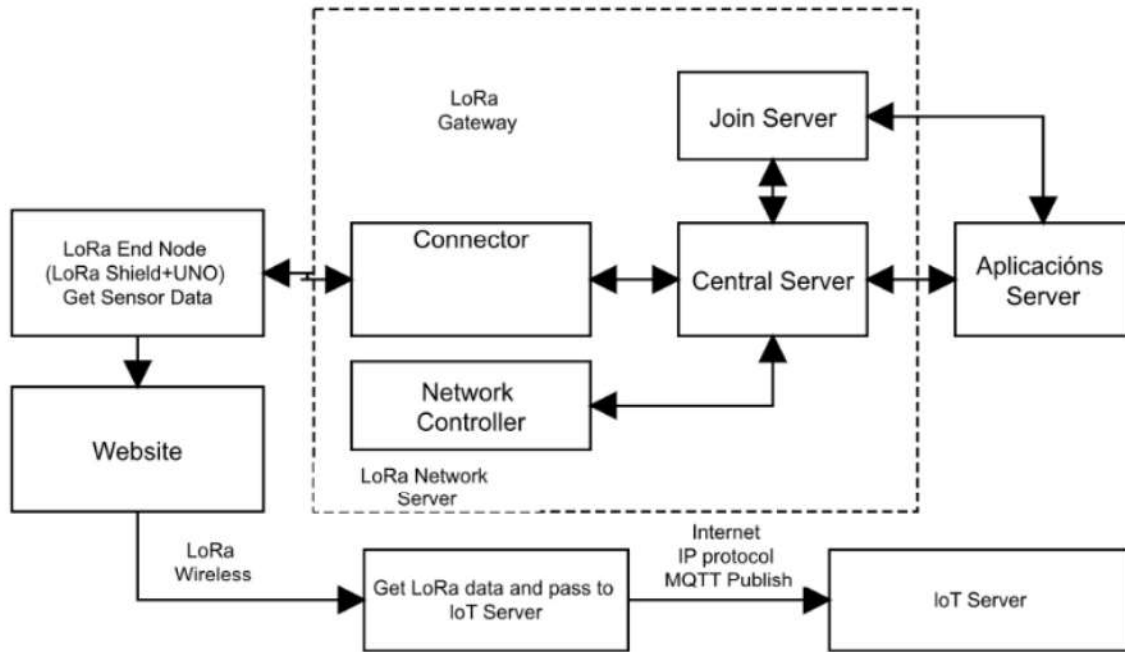 LoRa
Gateway
Join Server
LoRa End Node
(LoRa Shield+UNO)
Get Sensor Data
Connector
Central Server
Aplicacións
Server
Website
Network
Controller
LoRa Network
Server
LoRa
Wireless
Get LoRa data and pass to
IoT Server
Internet
IP protocol
MQTT Publish
IoT Server